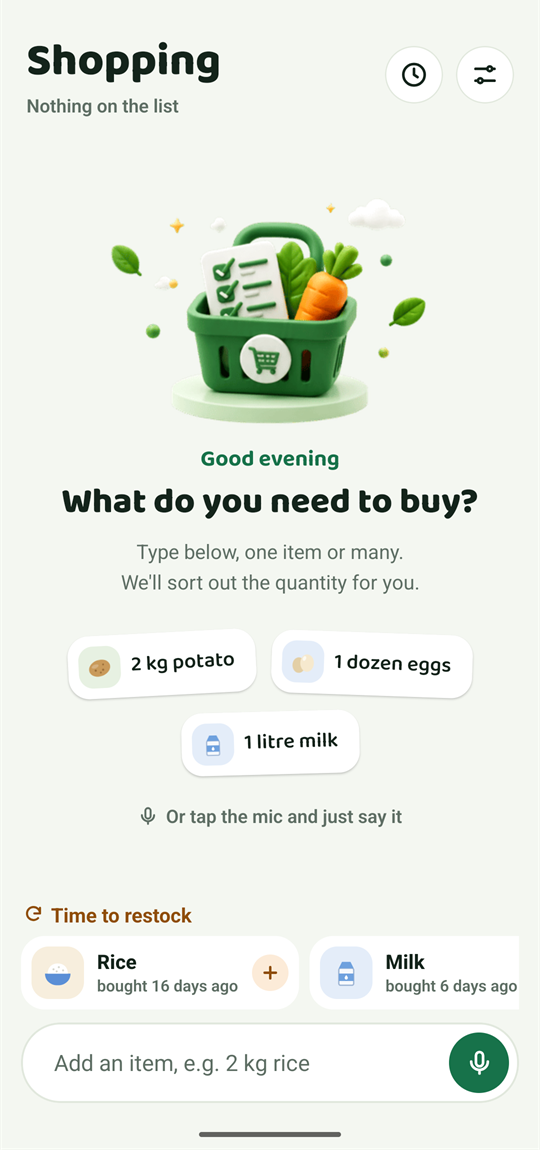 Shopping
Nothing on the list
Good evening
What do you need to buy?
Type below, one item or many.
We'll sort out the quantity for you.
2 kg potato
1 dozen eggs
1 litre milk
Or tap the mic and just say it
Time to restock
Rice
bought 16 days ago
Milk
bought 6 days ago
Add an item, e.g. 2 kg rice